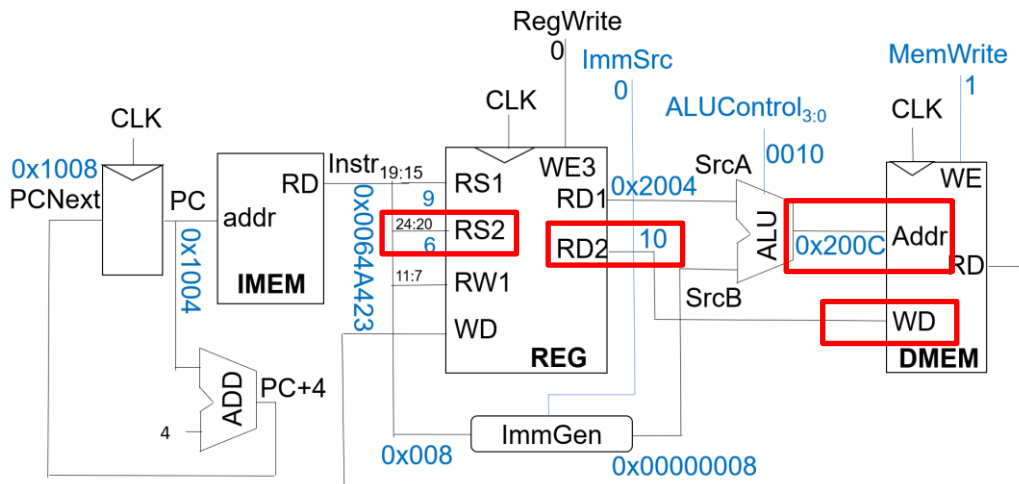 RegWrite
0
ImmSrc
0
MemWrite
1
CLK
CLK
ALUControl3:0
0010
CLK
0x1008
PCNext
PC
0x1004
RD
addr
IMEM
Instr
0x0064A423
19:15
9
24:20
6
11:7
RS1
RS2
RW1
WD
WE3
RD1
RD2
REG
0x2004
10
SrcA
SrcB
ALU
0x200C
WE
Addr
RD
WD
DMEM
ADD
PC+4
4
ImmGen
0x008
0x00000008